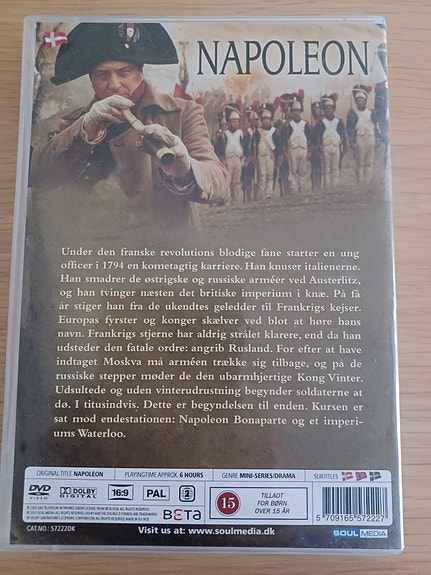 NAPOLEON
Under den franske revolutions blodige fane starter en ung
officer i 1794 en kometagtig karriere. Han knuser italienerne.
Han smadrer de østrigske og russiske arméer ved Austerlitz,
og han tvinger næsten det britiske imperium i knæ. På få
år stiger han fra de ukendtes geledder til Frankrigs kejser.
Europas fyrster og konger skælver ved blot at høre hans
navn. Frankrigs stjerne har aldrig strålet klarere, end da han
udsteder den fatale ordre: angrib Rusland. For efter at have
indtaget Moskva må arméen trække sig tilbage, og på de
russiske stepper møder de den ubarmhjertige Kong Vinter.
Udsultede og uden vinterudrustning begynder soldaterne at
dø. I titusindvis. Dette er begyndelsen til enden. Kursen er
sat mod endestationen: Napoleon Bonaparte og et imperi-
ums Waterloo.
ORIGINAL TITLE NAPOLEON PLAYINGTIME APPROX. 6 HOURS GENRE MINI-SERIES/DRAMA SUBTITLES
DVD VIDEO DOLBY DIGITAL 16:9 PAL 2 15 TILLADT FOR BØRN OVER 15 ÅR
BETA
5 709165 572227
CAT.NO.: 57222DK Visit us at: www.soulmedia.dk SOUL MEDIA